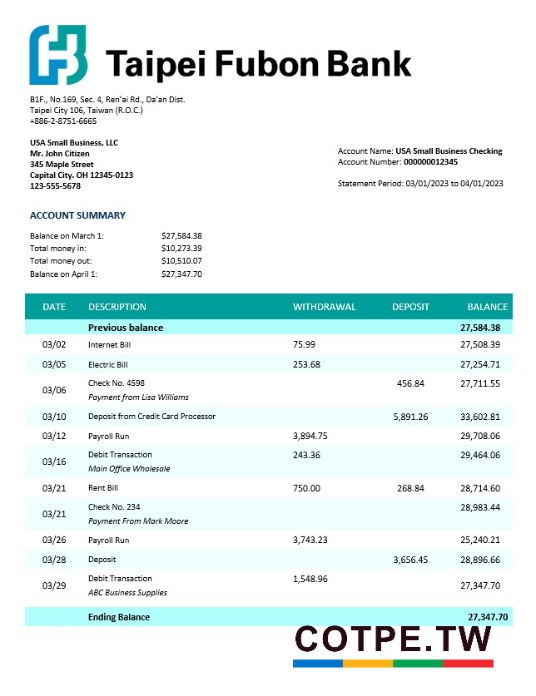 Taipei Fubon Bank
B1F., No.169, Sec. 4, Ren'ai Rd., Da'an Dist.
Taipei City 106, Taiwan (R.O.C.)
+886-2-8751-6665
USA Small Business, LLC
Mr. John Citizen
345 Maple Street
Capital City. OH 12345-0123
123-555-5678
Account Name: USA Small Business Checking
Account Number: 000000012345
Statement Period: 03/01/2023 to 04/01/2023
ACCOUNT SUMMARY
Balance on March 1: $27,584.38
Total money in: $10,273.39
Total money out: $10,510.07
Balance on April 1: $27,347.70
DATE DESCRIPTION WITHDRAWAL DEPOSIT BALANCE
Previous balance 27,584.38
03/02 Internet Bill 75.99 27,508.39
03/05 Electric Bill 253.68 27,254.71
03/06 Check No. 4598 456.84 27,711.55
Payment from Lisa Williams
03/10 Deposit from Credit Card Processor 5,891.26 33,602.81
03/12 Payroll Run 3,894.75 29,708.06
03/16 Debit Transaction 243.36 29,464.06
Main Office Wholesale
03/21 Rent Bill 750.00 268.84 28,714.60
03/21 Check No. 234 28,983.44
Payment From Mark Moore
03/26 Payroll Run 3,743.23 25,240.21
03/28 Deposit 3,656.45 28,896.66
03/29 Debit Transaction 1,548.96 27,347.70
ABC Business Supplies
Ending Balance 27,347.70
COTPE.TW